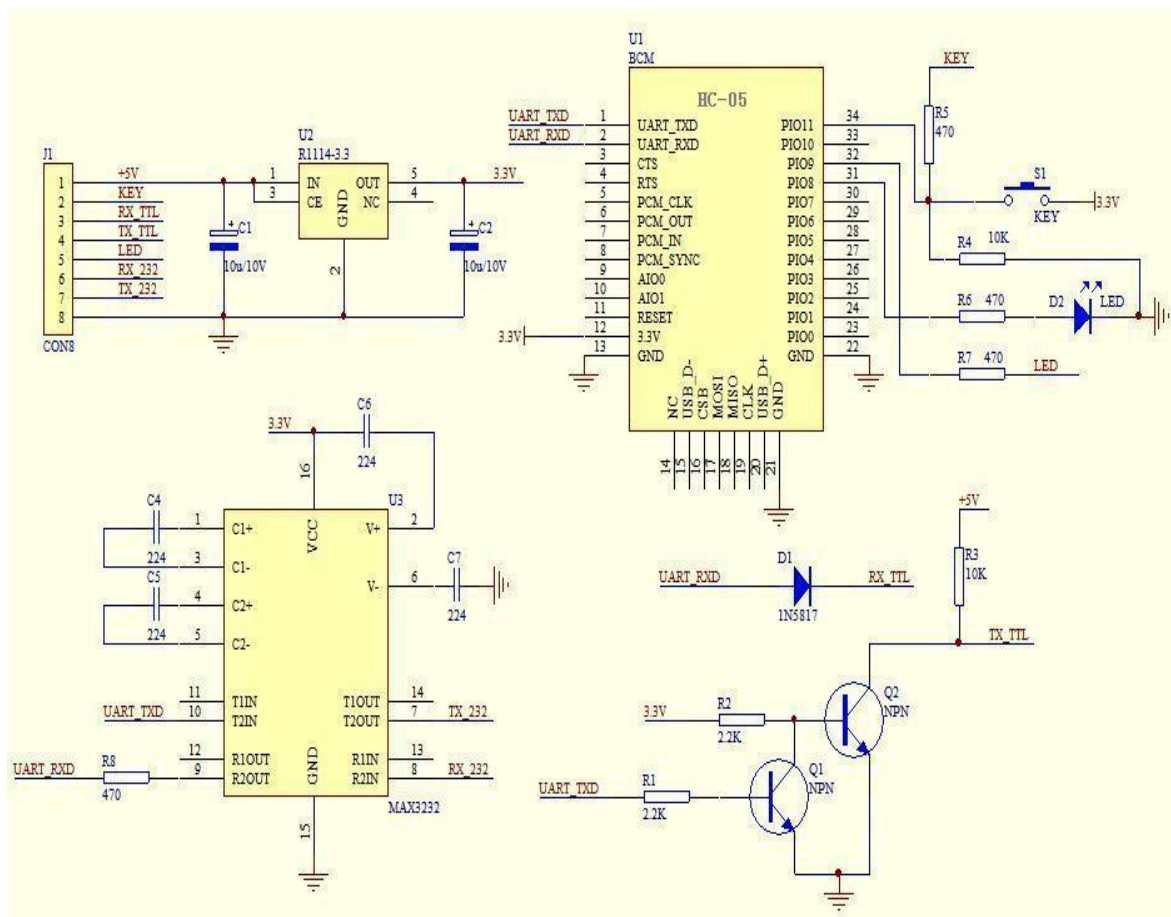 U1
BCM
HC-05
UART_TXD
UART_RXD
1
2
3
4
5
6
7
8
9
10
11
12
13
UART_TXD
UART_RXD
CTS
RTS
PCM_CLK
PCM_OUT
PCM_IN
PCM_SYNC
AIO0
AIO1
RESET
3.3V
GND
3.3V
PIO11
PIO10
PIO9
PIO8
PIO7
PIO6
PIO5
PIO4
PIO3
PIO2
PIO1
PIO0
GND
34
33
32
31
30
29
28
27
26
25
24
23
22
NC
USB_D-
CSB
MOSI
MISO
CLK
USB_D+
GND
14
15
16
17
18
19
20
21
KEY
R5
470
S1
KEY
3.3V
R4 10K
R6 470
D2 LED
R7 470
LED
J1
1
2
3
4
5
6
7
8
CON8
+5V
KEY
RX_TTL
TX_TTL
LED
RX_232
TX_232
U2
R1114-3.3
1
3
IN
CE
GND
OUT
NC
5
4
2
3.3V
+
C1
10u/10V
+
C2
10u/10V
3.3V
C6
224
16
U3
C4
224
C5
224
1
3
4
5
C1+
C1-
C2+
C2-
VCC
V+
V-
2
6
C7
224
11
10
12
9
T1IN
T2IN
R1OUT
R2OUT
GND
T1OUT
T2OUT
R1IN
R2IN
14
7
13
8
UART_TXD
UART_RXD
R8
470
TX_232
RX_232
MAX3232
15
UART_RXD
D1
1N5817
RX_TTL
+5V
R3
10K
TX_TTL
3.3V
R2
2.2K
Q2
NPN
UART_TXD
R1
2.2K
Q1
NPN